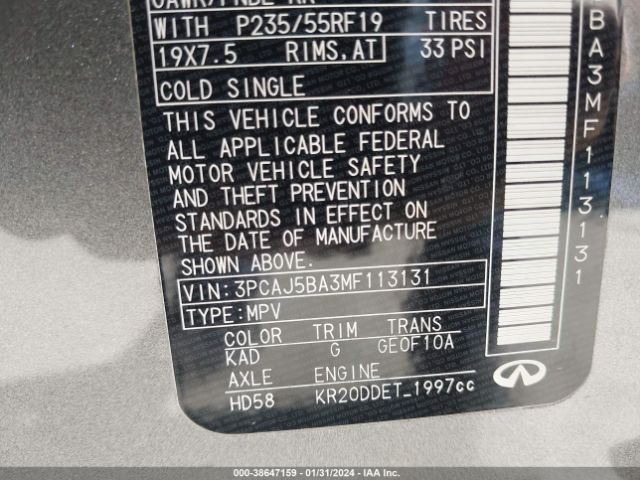 WITH P235/55RF19 TIRES
19X7.5 RIMS.AT 33 PSI
COLD SINGLE
THIS VEHICLE CONFORMS TO
ALL APPLICABLE FEDERAL
MOTOR VEHICLE SAFETY
AND THEFT PREVENTION
STANDARDS IN EFFECT ON
THE DATE OF MANUFACTURE
SHOWN ABOVE.
VIN:3PCAJ5BA3MF113131
TYPE:MPV
COLOR TRIM TRANS
KAD G GE0F10A
AXLE ENGINE
HD58 KR20DDET_1997cc
BA3MF113131
000-38647159 - 01/31/2024 - IAA Inc.